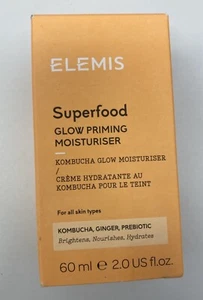 ELEMIS
Superfood
GLOW PRIMING
MOISTURISER
KOMBUCHA GLOW MOISTURISER
/
CRÈME HYDRATANTE AU
KOMBUCHA POUR LE TEINT
For all skin types
KOMBUCHA, GINGER, PREBIOTIC
Brightens, Nourishes, Hydrates
60 ml ℮ 2.0 US fl.oz.